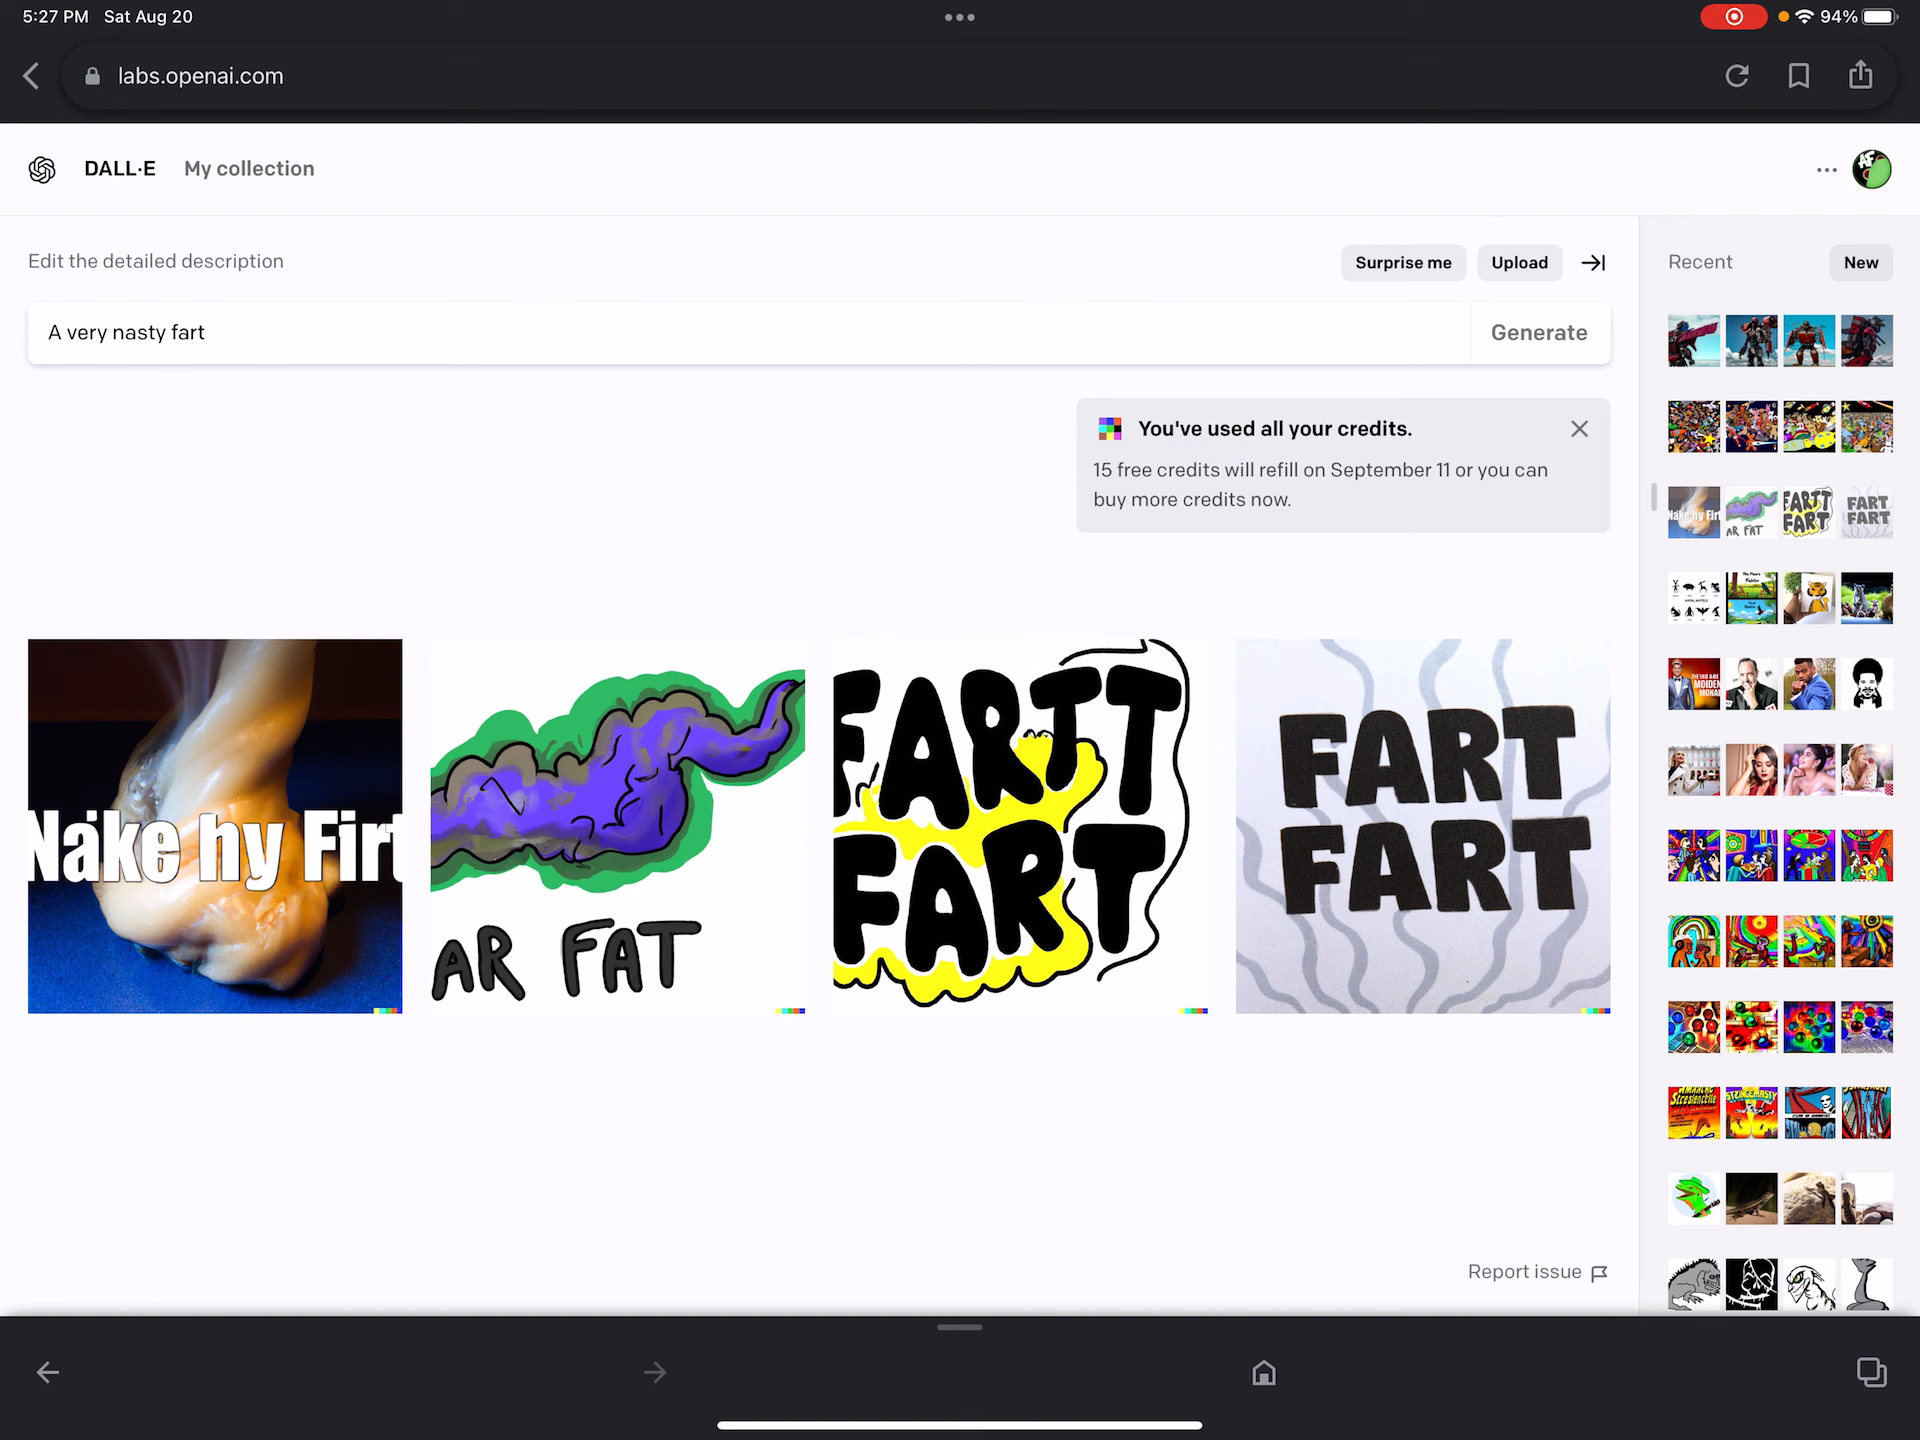 5:27 PM Sat Aug 20
94%
labs.openai.com
DALL·E My collection
Edit the detailed description
Surprise me
Upload
Recent
New
A very nasty fart
Generate
You've used all your credits.
15 free credits will refill on September 11 or you can
buy more credits now.
Nake hy Firt
AR FAT
FARTT
FART
FART
FART
Report issue